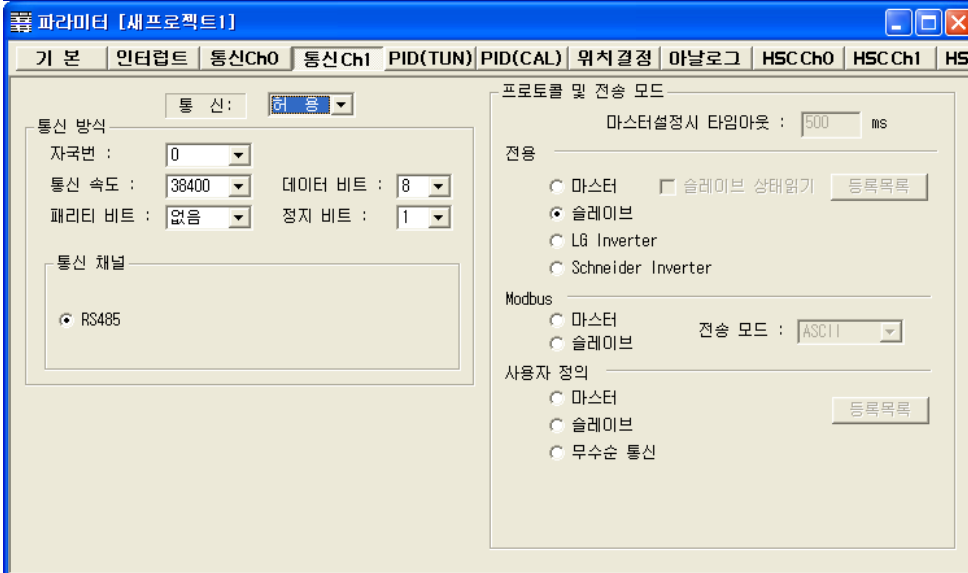 파라미터 [새프로젝트1]
기 본 인터럽트 통신Ch0 통신Ch1 PID(TUN) PID(CAL) 위치결정 아날로그 HSC Ch0 HSC Ch1 HS
통 신: 허 용
통신 방식
자국번 : 0
통신 속도 : 38400 데이터 비트 : 8
패리티 비트 : 없음 정지 비트 : 1
통신 채널
RS485
프로토콜 및 전송 모드
마스터설정시 타임아웃 : 500 ms
전용
마스터 슬레이브 상태읽기 등록목록
슬레이브
LG Inverter
Schneider Inverter
Modbus
마스터
슬레이브
전송 모드 : ASCII
사용자 정의
마스터
등록목록
슬레이브
무수순 통신